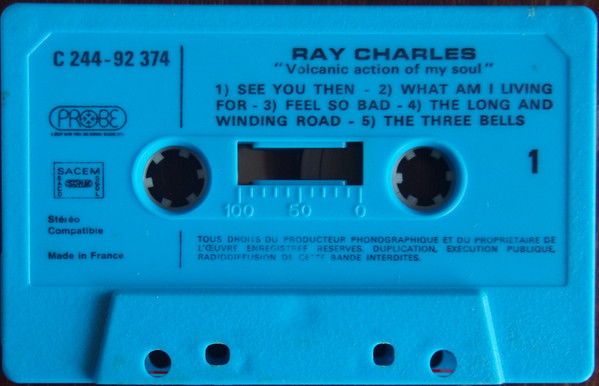 C 244-92 374
RAY CHARLES
"Volcanic action of my soul"
1) SEE YOU THEN - 2) WHAT AM I LIVING
FOR - 3) FEEL SO BAD - 4) THE LONG AND
WINDING ROAD - 5) THE THREE BELLS
PROBE
SACEM
1
100 50 0
Stéréo
Compatible
Made in France
TOUS DROITS DU PRODUCTEUR PHONOGRAPHIQUE ET DU PROPRIETAIRE DE
L'ŒUVRE ENREGISTREE RESERVES. DUPLICATION, EXECUTION PUBLIQUE,
RADIODIFFUSION DE CETTE BANDE INTERDITES.